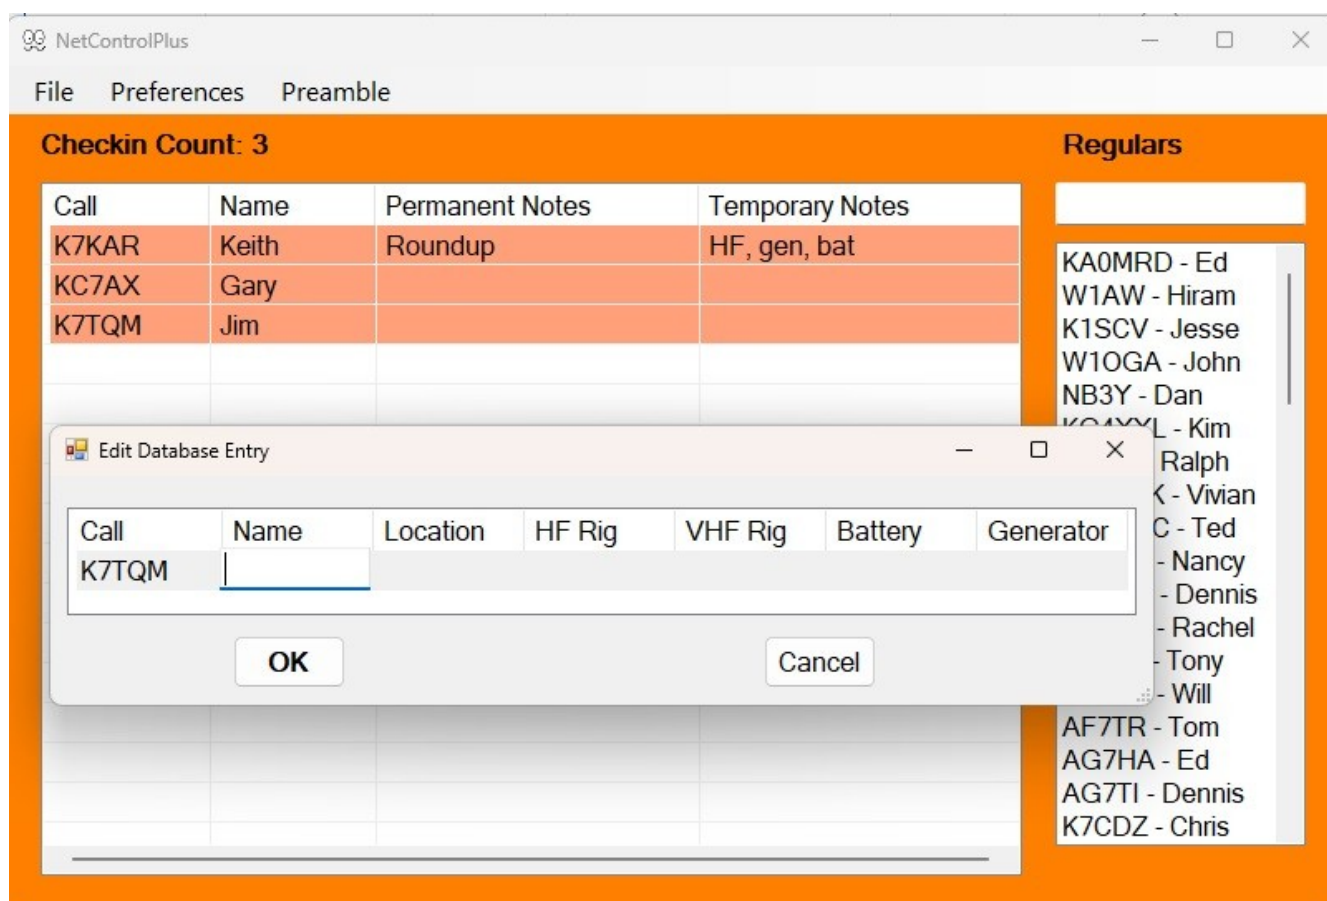 NetControlPlus
File Preferences Preamble
Checkin Count: 3
Call Name Permanent Notes Temporary Notes
K7KAR Keith Roundup HF, gen, bat
KC7AX Gary
K7TQM Jim
Regulars
KA0MRD - Ed
W1AW - Hiram
K1SCV - Jesse
W1OGA - John
NB3Y - Dan
- Kim
Ralph
- Vivian
- Ted
- Nancy
- Dennis
- Rachel
- Tony
- Will
AF7TR - Tom
AG7HA - Ed
AG7TI - Dennis
K7CDZ - Chris
Edit Database Entry
Call Name Location HF Rig VHF Rig Battery Generator
K7TQM
OK Cancel